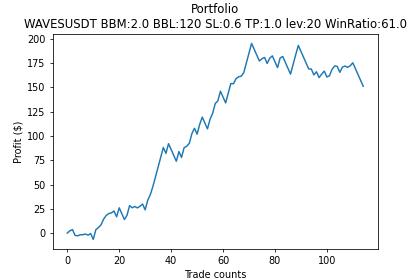 Portfolio
WAVESUSDT BBM:2.0 BBL:120 SL:0.6 TP:1.0 lev:20 WinRatio:61.0
200
175
150
125
100
75
50
25
0
Profit ($)
0 20 40 60 80 100
Trade counts